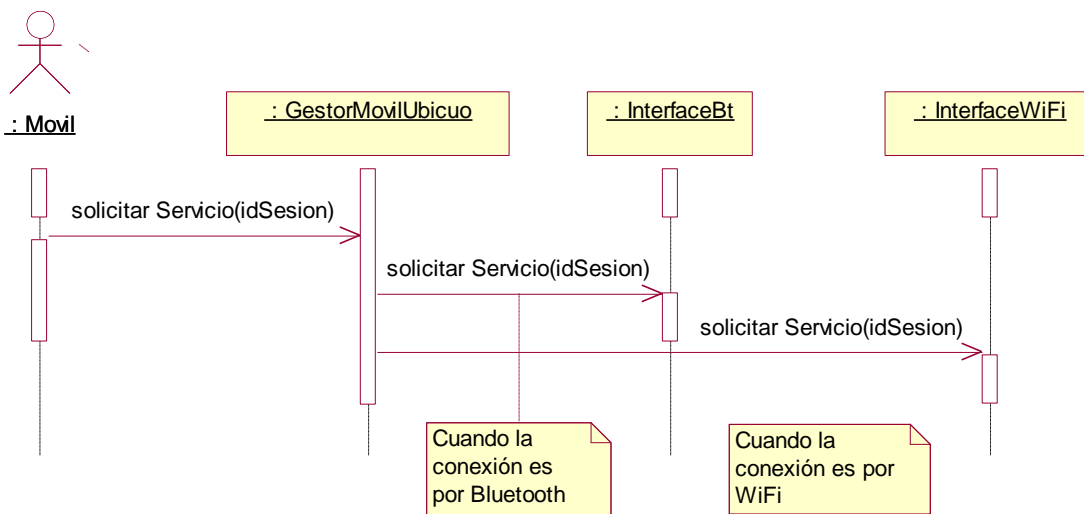 : Movil
: GestorMovilUbicuo
: InterfaceBt
: InterfaceWiFi
solicitar Servicio(idSesion)
solicitar Servicio(idSesion)
solicitar Servicio(idSesion)
Cuando la
conexión es
por Bluetooth
Cuando la
conexión es por
WiFi